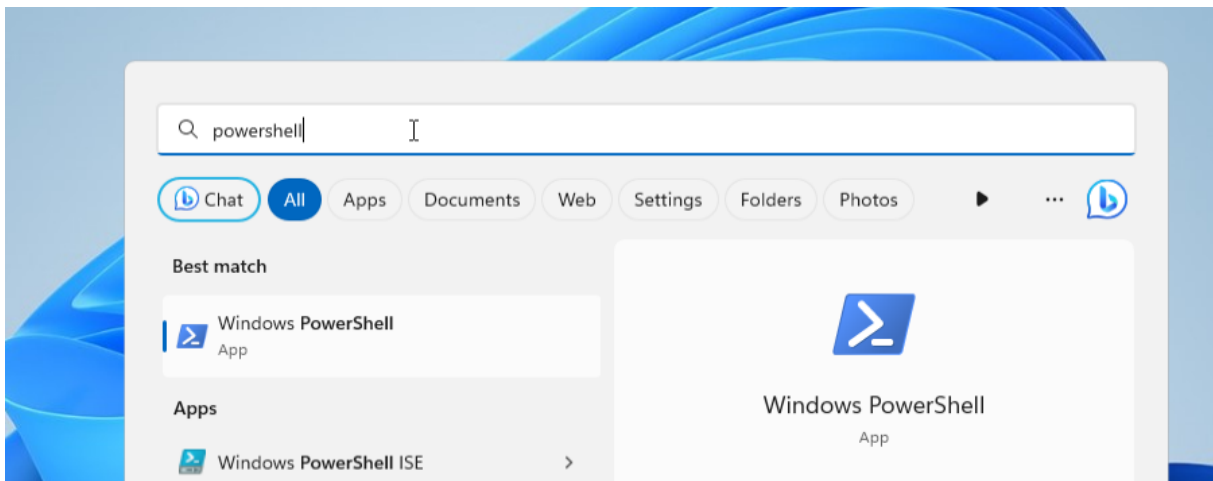 powershell
Chat All Apps Documents Web Settings Folders Photos ...
Best match
Windows PowerShell
App
Apps
Windows PowerShell ISE
Windows PowerShell
App